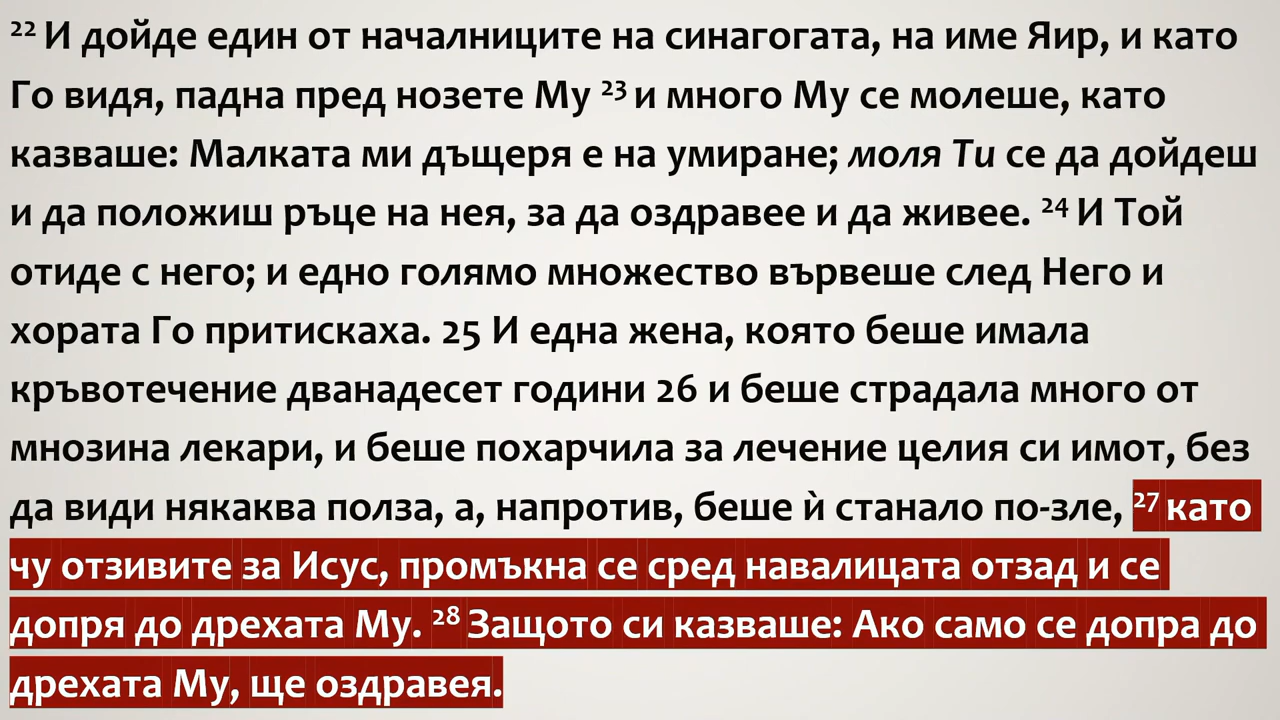 ²² И дойде един от началниците на синагогата, на име Яир, и като
Го видя, падна пред нозете Му ²³ и много Му се молеше, като
казваше: Малката ми дъщеря е на умиране; моля Ти се да дойдеш
и да положиш ръце на нея, за да оздравее и да живее. ²⁴ И Той
отиде с него; и едно голямо множество вървеше след Него и
хората Го притискаха. 25 И една жена, която беше имала
кръвотечение дванадесет години 26 и беше страдала много от
мнозина лекари, и беше похарчила за лечение целия си имот, без
да види някаква полза, а, напротив, беше ѝ станало по-зле, ²⁷ като
чу отзивите за Исус, промъкна се сред навалицата отзад и се
допря до дрехата Му. ²⁸ Защото си казваше: Ако само се допра до
дрехата Му, ще оздравея.